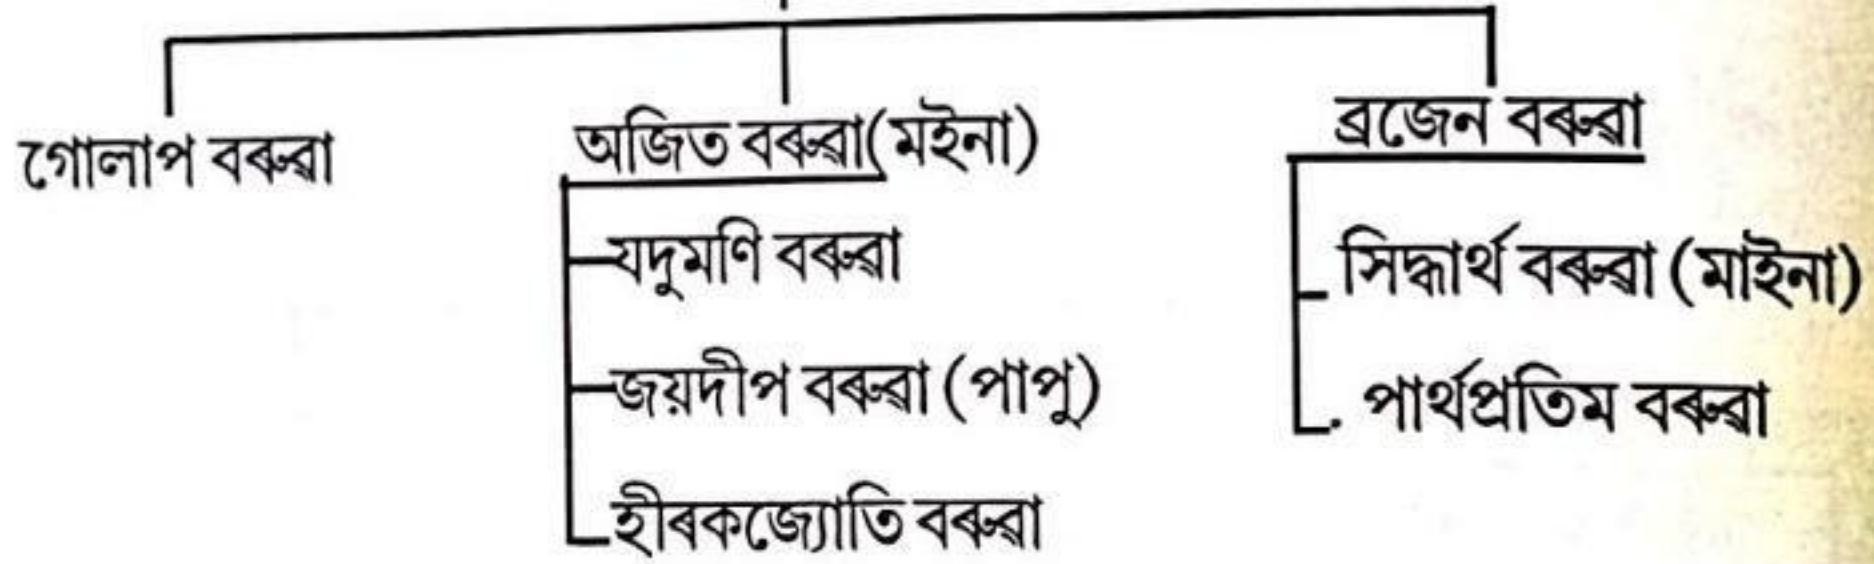 গোলাপ বৰুৱা
অজিত বৰুৱা(মইনা)
যদুমণি বৰুৱা
জয়দীপ বৰুৱা (পাপু)
হীৰকজ্যোতি বৰুৱা
ব্ৰজেন বৰুৱা
সিদ্ধাৰ্থ বৰুৱা (মাইনা)
পাৰ্থপ্ৰতিম বৰুৱা